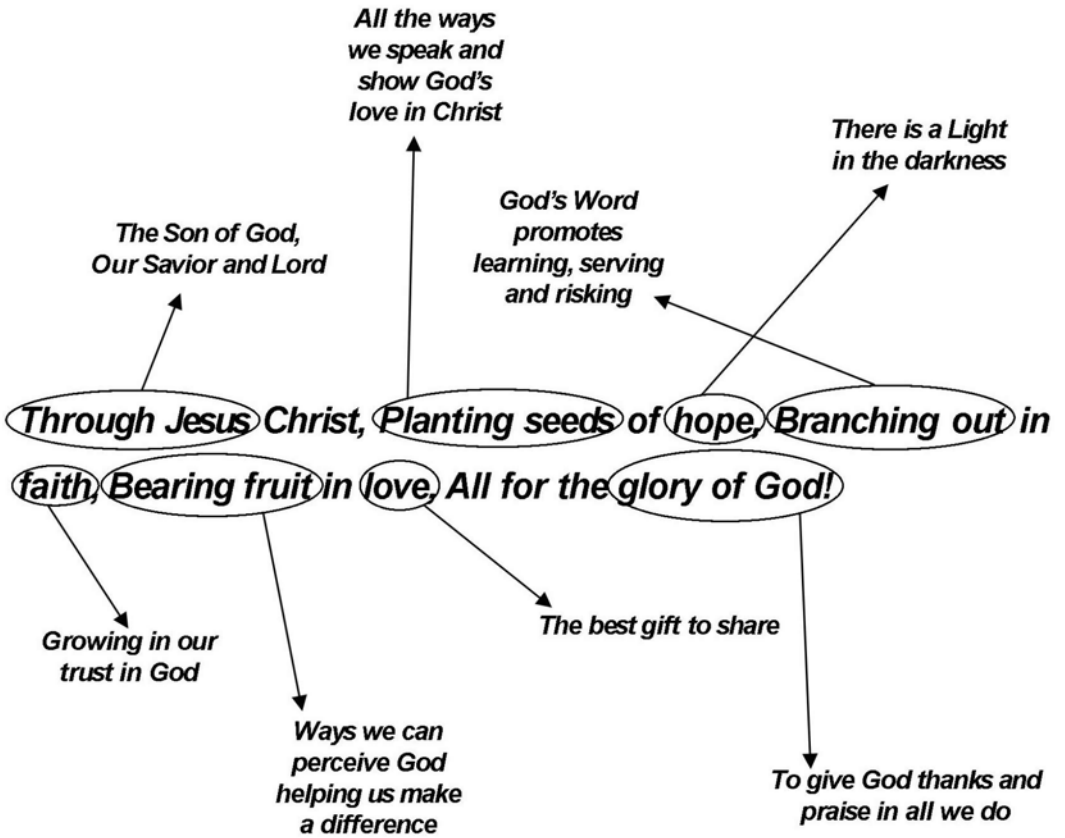 All the ways
we speak and
show God's
love in Christ
There is a Light
in the darkness
God's Word
promotes
learning, serving
and risking
The Son of God,
Our Savior and Lord
Through Jesus Christ, Planting seeds of hope, Branching out in
faith, Bearing fruit in love, All for the glory of God!
Growing in our
trust in God
The best gift to share
Ways we can
perceive God
helping us make
a difference
To give God thanks and
praise in all we do